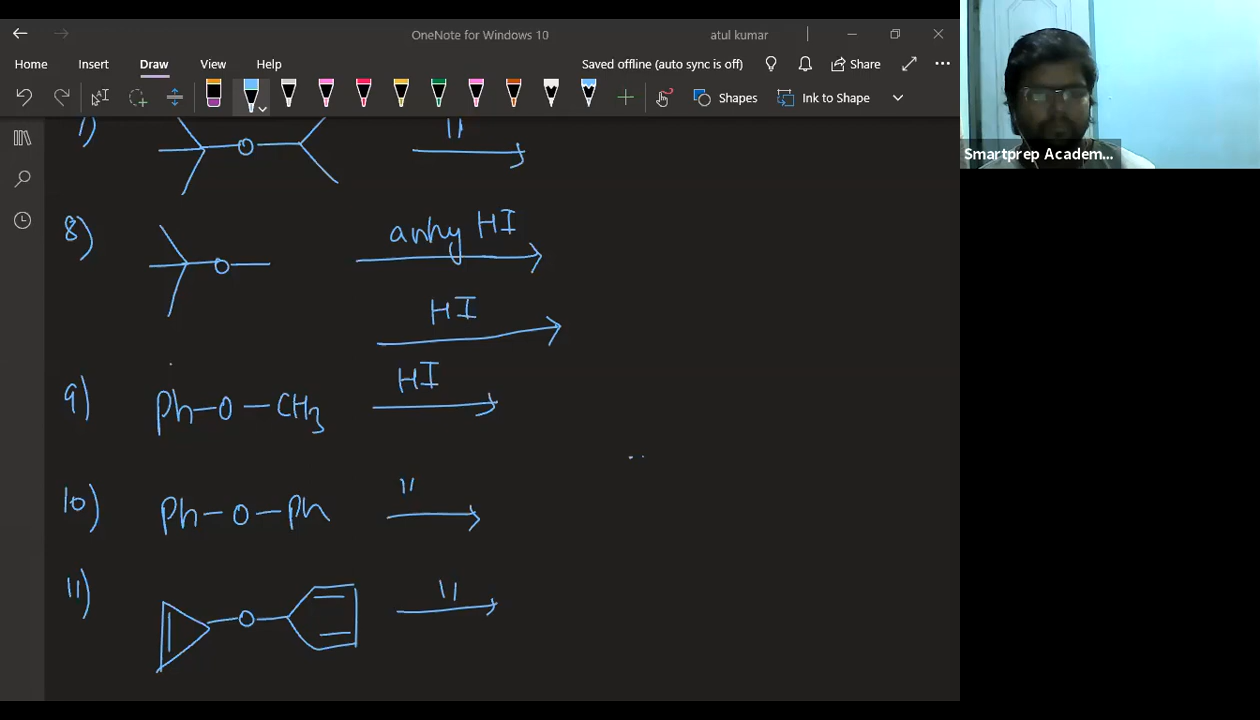 OneNote for Windows 10
atul kumar
Home Insert Draw View Help
Saved offline (auto sync is off)
Share
Shapes
Ink to Shape
Smartprep Academ...
7) O "
8) O anhy HI
HI
9) Ph-O-CH3 HI
10) Ph-O-Ph "
11) O "